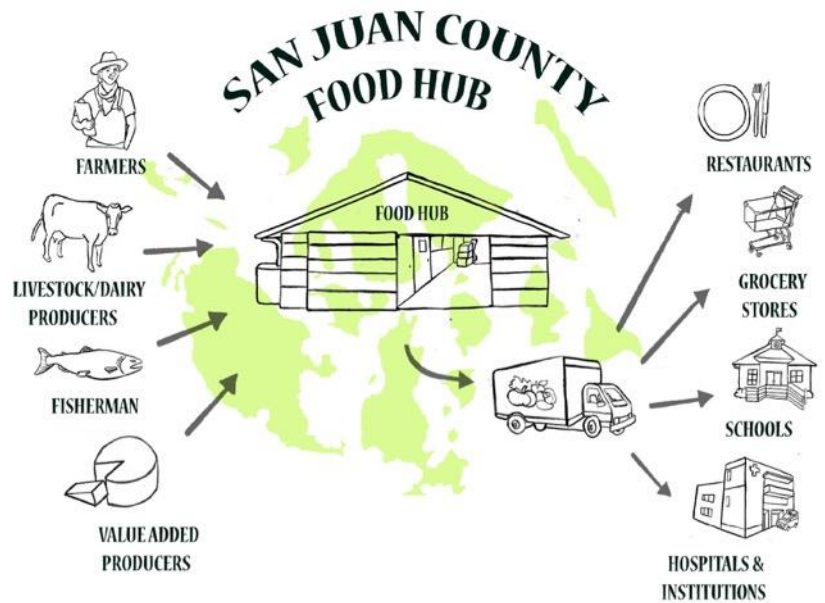 SAN JUAN COUNTY
FOOD HUB
FARMERS
LIVESTOCK/DAIRY
PRODUCERS
FISHERMAN
VALUE ADDED
PRODUCERS
FOOD HUB
RESTAURANTS
GROCERY
STORES
SCHOOLS
HOSPITALS &
INSTITUTIONS